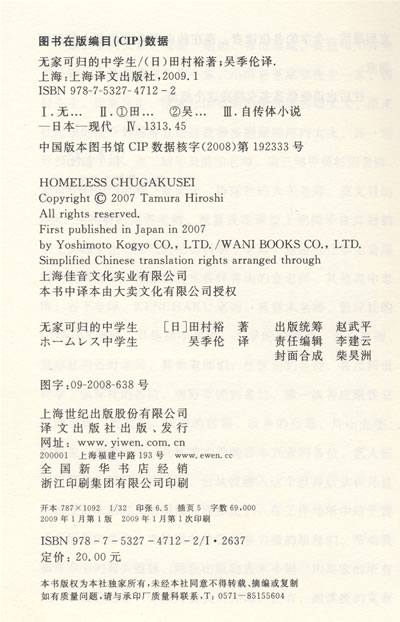 图书在版编目(CIP)数据
无家可归的中学生/(日)田村裕著;吴季伦译.
上海:上海译文出版社,2009.1
ISBN 978-7-5327-4712-2
Ⅰ.无… Ⅱ.①田… ②吴… Ⅲ.自传体小说
—日本—现代 Ⅳ.1313.45
中国版本图书馆CIP数据核字(2008)第192333号
HOMELESS CHUGAKUSEI
Copyright © 2007 Tamura Hiroshi
All rights reserved.
First published in Japan in 2007
by Yoshimoto Kogyo CO., LTD. /WANI BOOKS CO., LTD.
Simplified Chinese translation rights arranged through
上海佳音文化实业有限公司
本书中译本由大卖文化有限公司授权
无家可归的中学生 [日]田村裕 著 出版统筹 赵武平
ホームレス中学生 吴季伦 译 责任编辑 李建云
封面合成 柴昊洲
图字:09-2008-638号
上海世纪出版股份有限公司
译文出版社出版、发行
网址:www.yiwen.com.cn
200001 上海福建中路193号 www.ewen.cc
全国新华书店经销
浙江印刷集团有限公司印刷
开本 787×1092 1/32 印张 6.5 插页 5 字数 69,000
2009年1月第1版 2009年1月第1次印刷
ISBN 978-7-5327-4712-2/I·2637
定价:20.00元
本书版权为本社独家所有,未经本社同意不得转载、摘编或复制
如有质量问题,请与承印厂质量科联系,T:0571-85155604